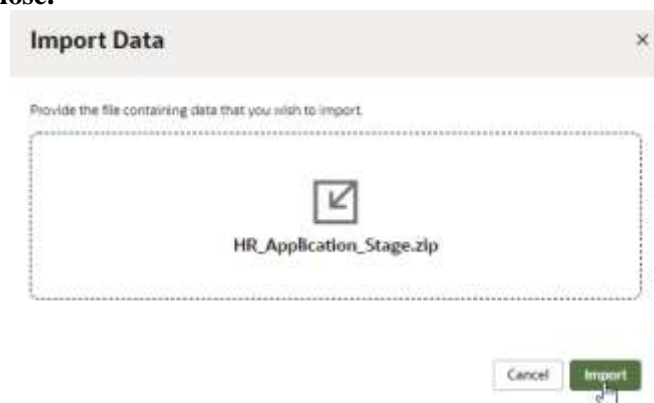 Import Data
×
Provide the file containing data that you wish to import.
HR_Application_Stage.zip
Cancel Import